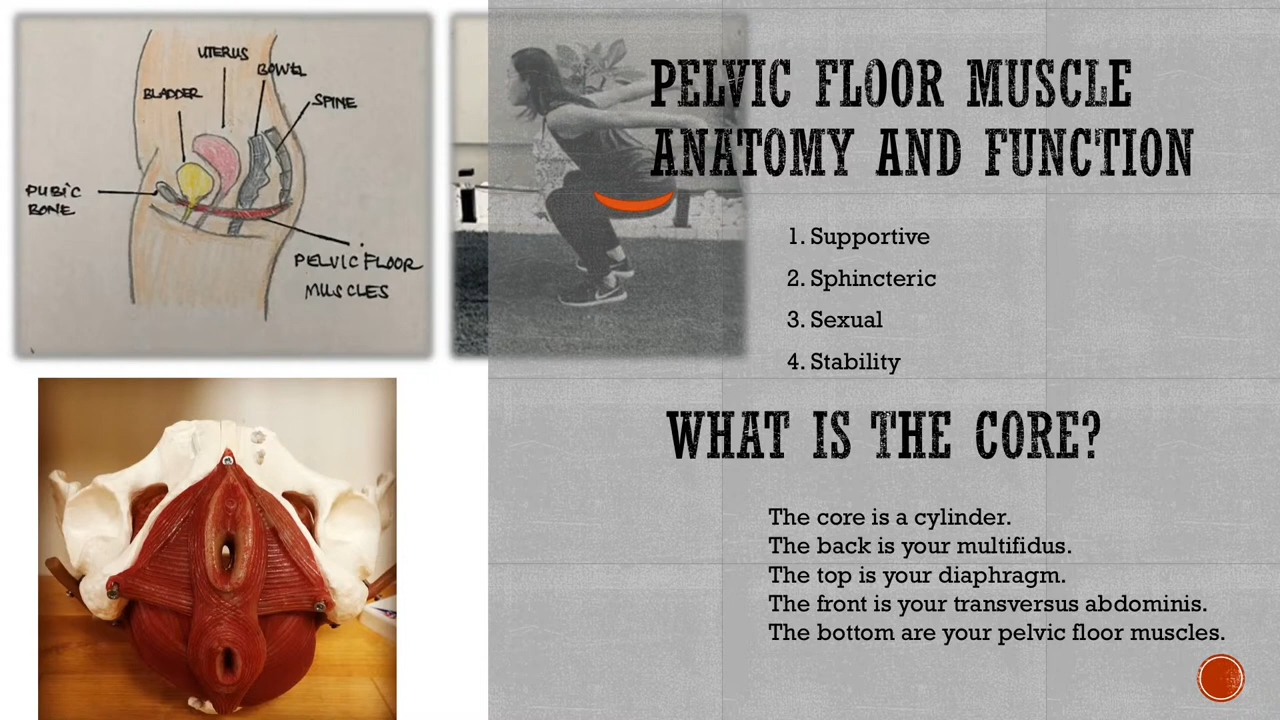 UTERUS
BOWEL
BLADDER
SPINE
PUBIC
BONE
PELVIC FLOOR
MUSCLES
PELVIC FLOOR MUSCLE
ANATOMY AND FUNCTION
1. Supportive
2. Sphincteric
3. Sexual
4. Stability
WHAT IS THE CORE?
The core is a cylinder.
The back is your multifidus.
The top is your diaphragm.
The front is your transversus abdominis.
The bottom are your pelvic floor muscles.